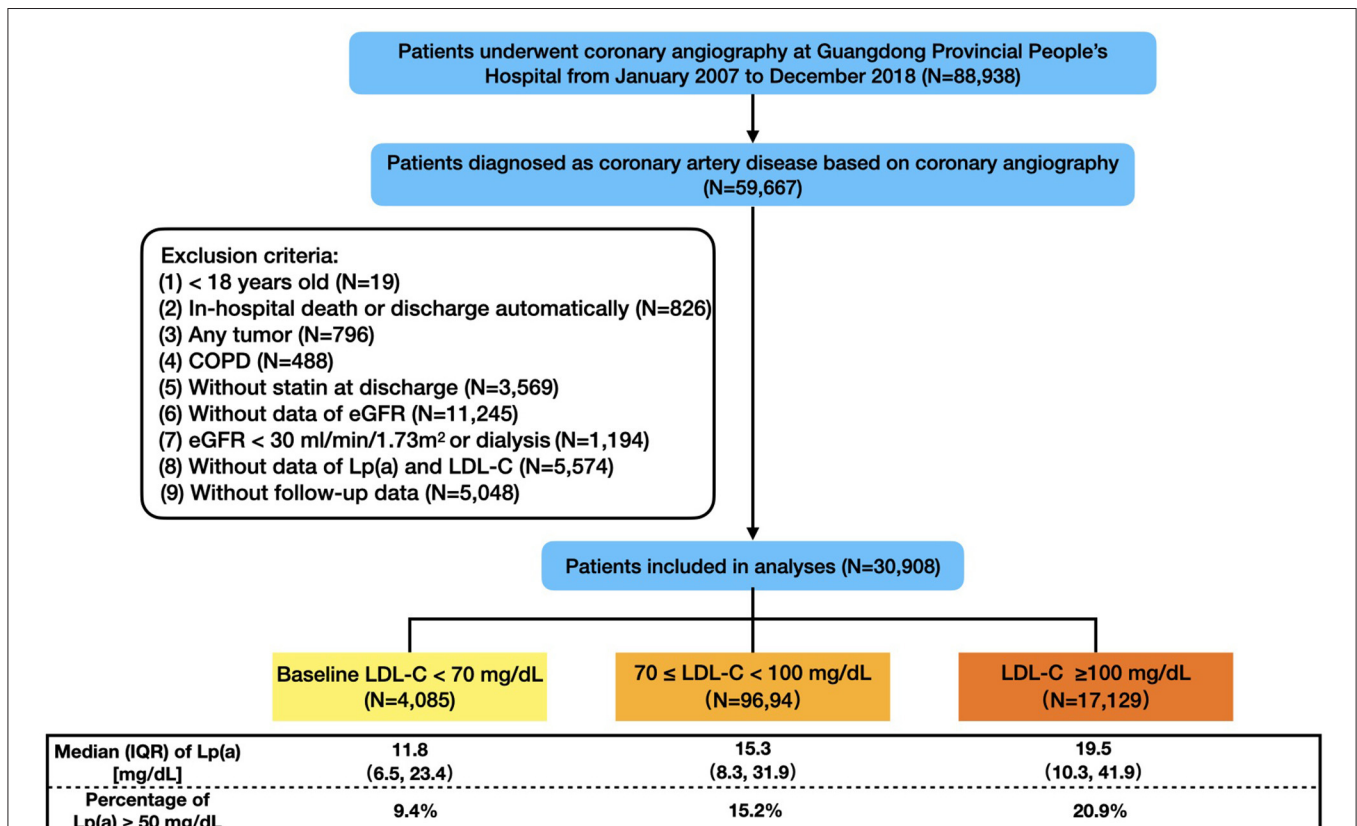 Patients underwent coronary angiography at Guangdong Provincial People's
Hospital from January 2007 to December 2018 (N=88,938)
Patients diagnosed as coronary artery disease based on coronary angiography
(N=59,667)
Exclusion criteria:
(1) < 18 years old (N=19)
(2) In-hospital death or discharge automatically (N=826)
(3) Any tumor (N=796)
(4) COPD (N=488)
(5) Without statin at discharge (N=3,569)
(6) Without data of eGFR (N=11,245)
(7) eGFR < 30 ml/min/1.73m² or dialysis (N=1,194)
(8) Without data of Lp(a) and LDL-C (N=5,574)
(9) Without follow-up data (N=5,048)
Patients included in analyses (N=30,908)
Baseline LDL-C < 70 mg/dL
(N=4,085)
70 ≤ LDL-C < 100 mg/dL
(N=96,94)
LDL-C ≥100 mg/dL
(N=17,129)
Median (IQR) of Lp(a)
[mg/dL]
11.8
(6.5, 23.4)
15.3
(8.3, 31.9)
19.5
(10.3, 41.9)
Percentage of
Lp(a) > 50 mg/dL
9.4%
15.2%
20.9%